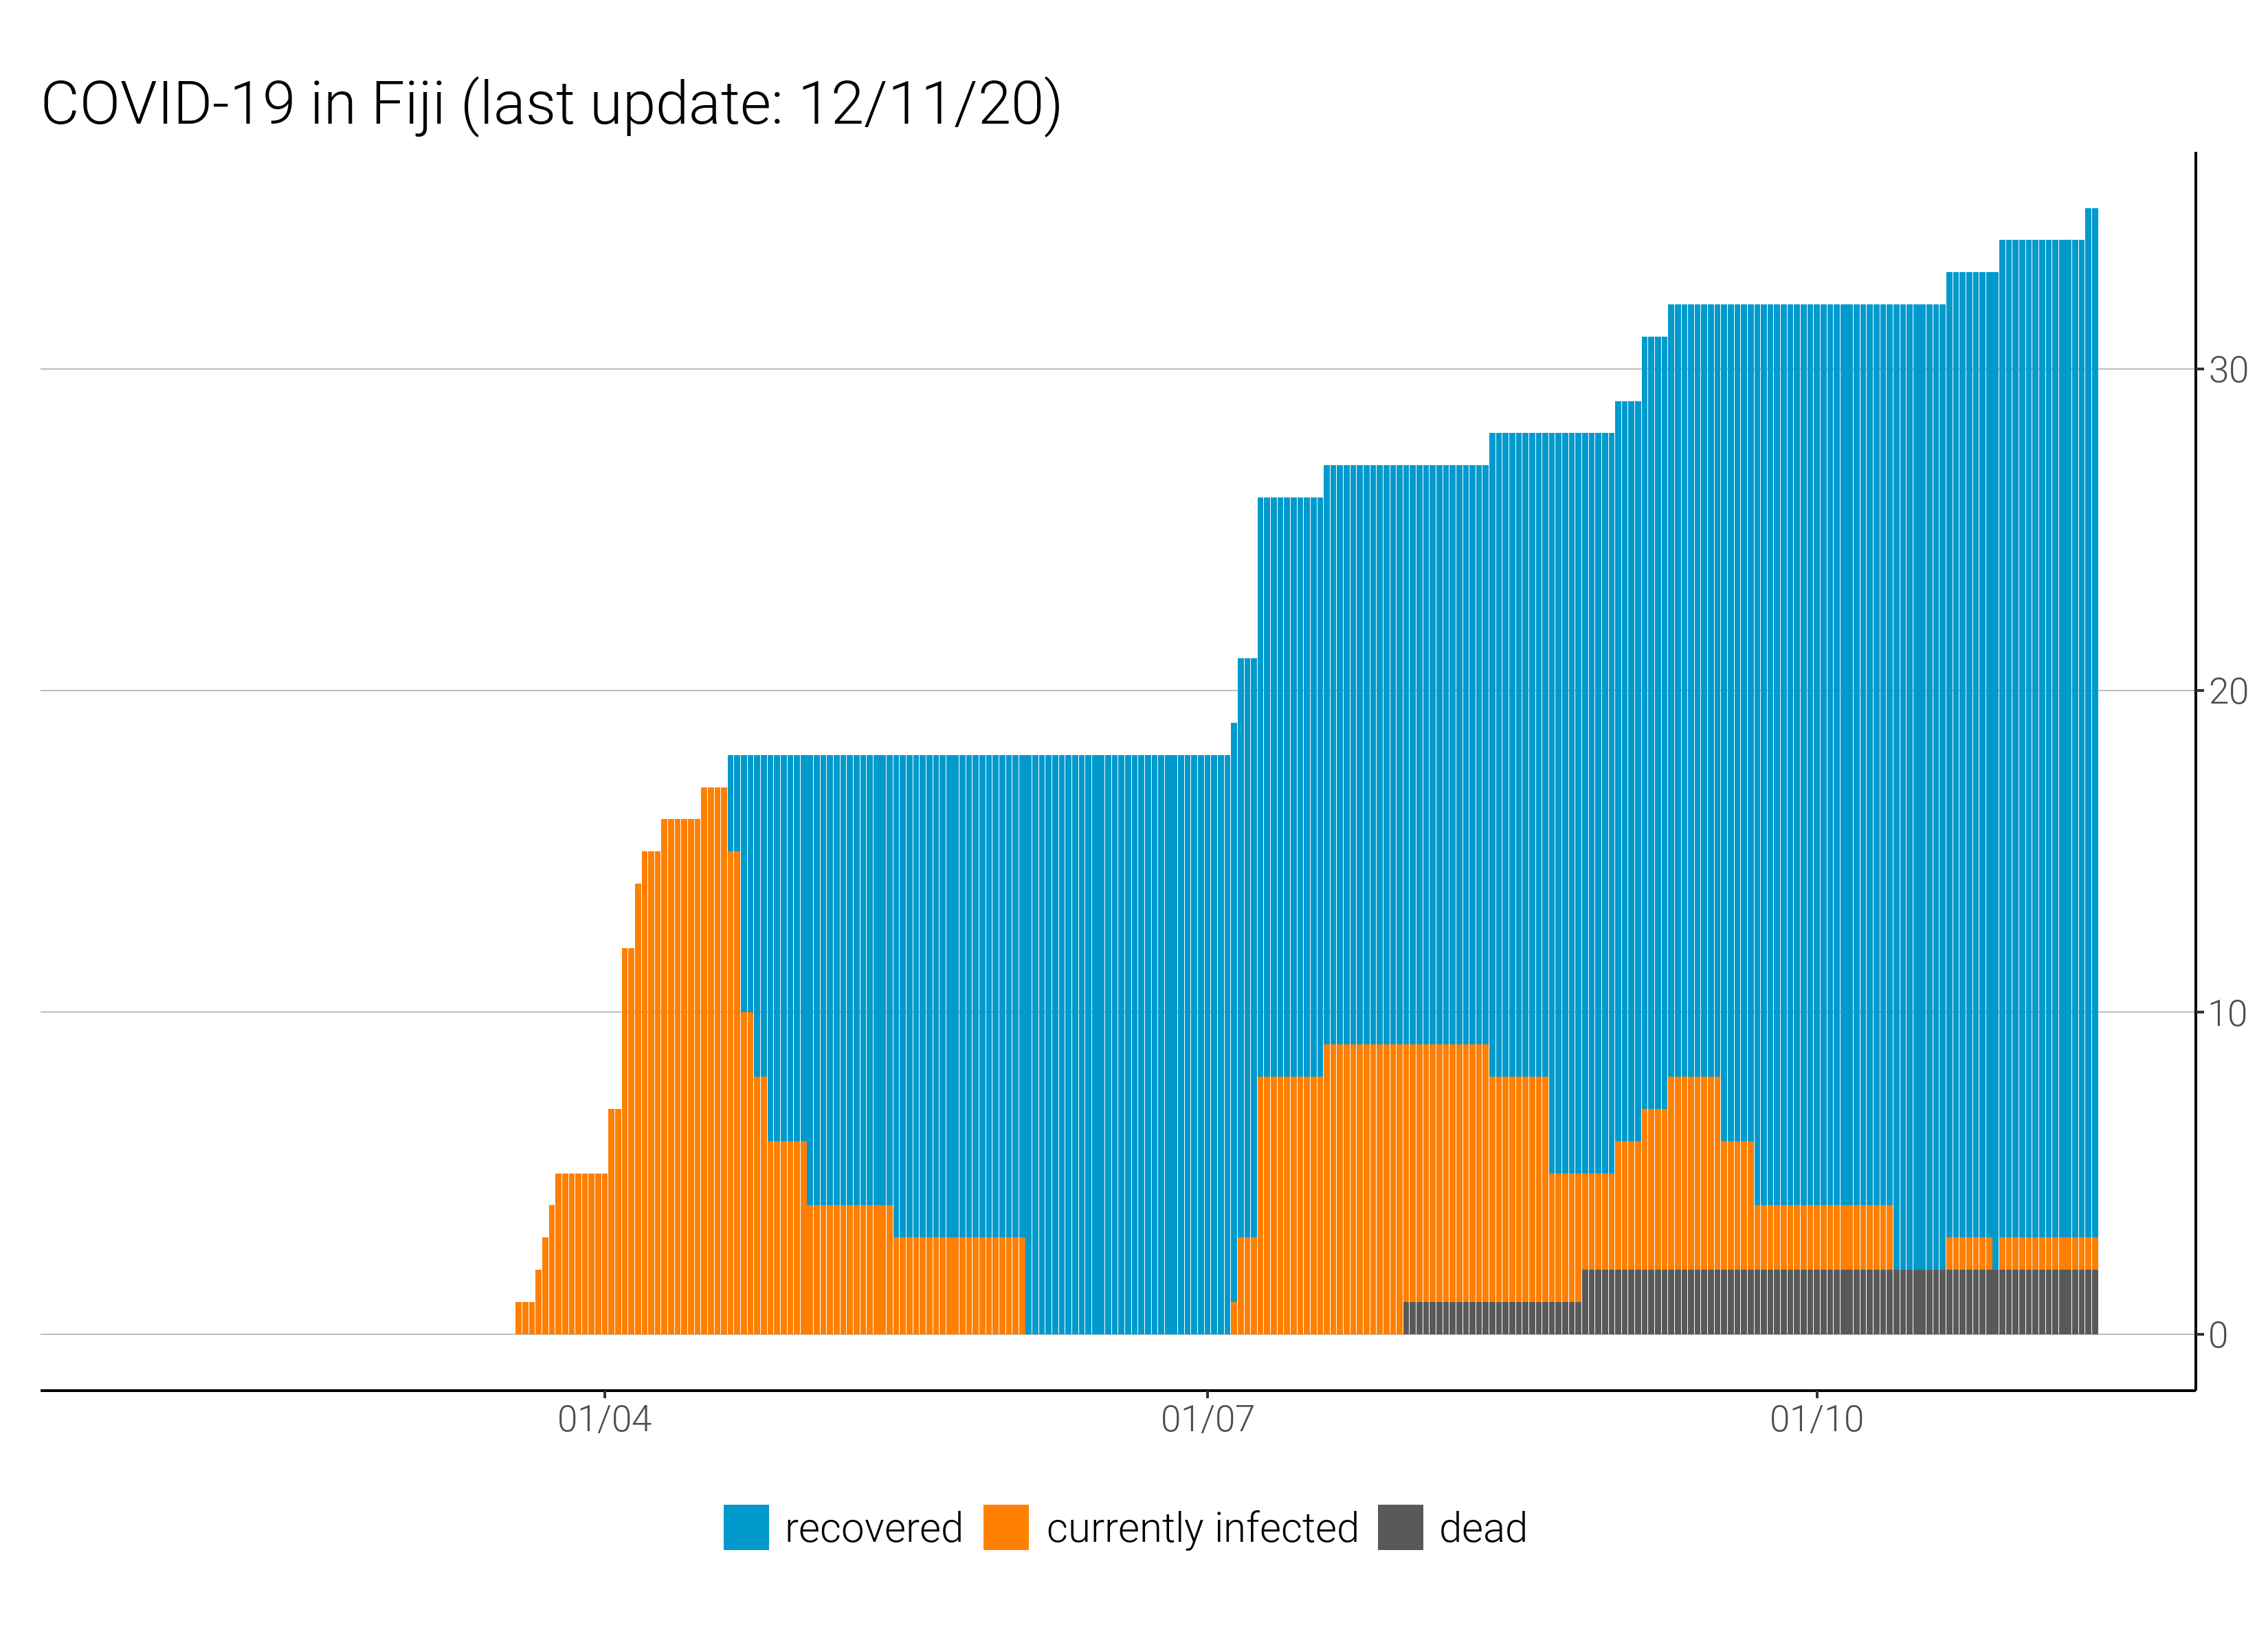 COVID-19 in Fiji (last update: 12/11/20)
30
20
10
0
01/04 01/07 01/10
recovered currently infected dead